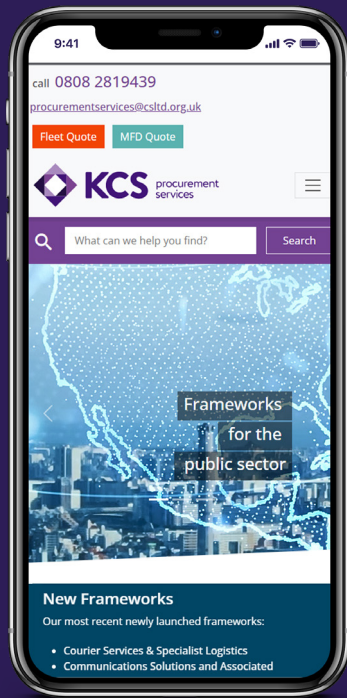 9:41
call 0808 2819439
procurementservices@csltd.org.uk
Fleet Quote MFD Quote
KCS procurement
services
What can we help you find? Search
Frameworks
for the
public sector
New Frameworks
Our most recent newly launched frameworks:
• Courier Services & Specialist Logistics
• Communications Solutions and Associated